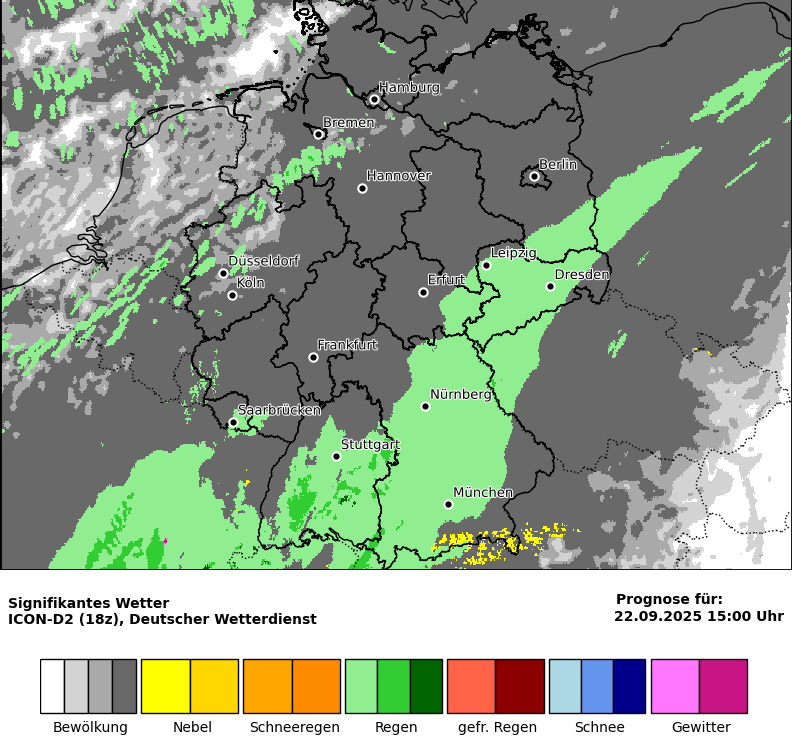 Hamburg
Bremen
Berlin
Hannover
Leipzig
Düsseldorf
Dresden
Köln
Erfurt
Frankfurt
Nürnberg
Saarbrücken
Stuttgart
München
Signifikantes Wetter
ICON-D2 (18z), Deutscher Wetterdienst
Prognose für:
22.09.2025 15:00 Uhr
Bewölkung
Nebel
Schneeregen
Regen
gefr. Regen
Schnee
Gewitter